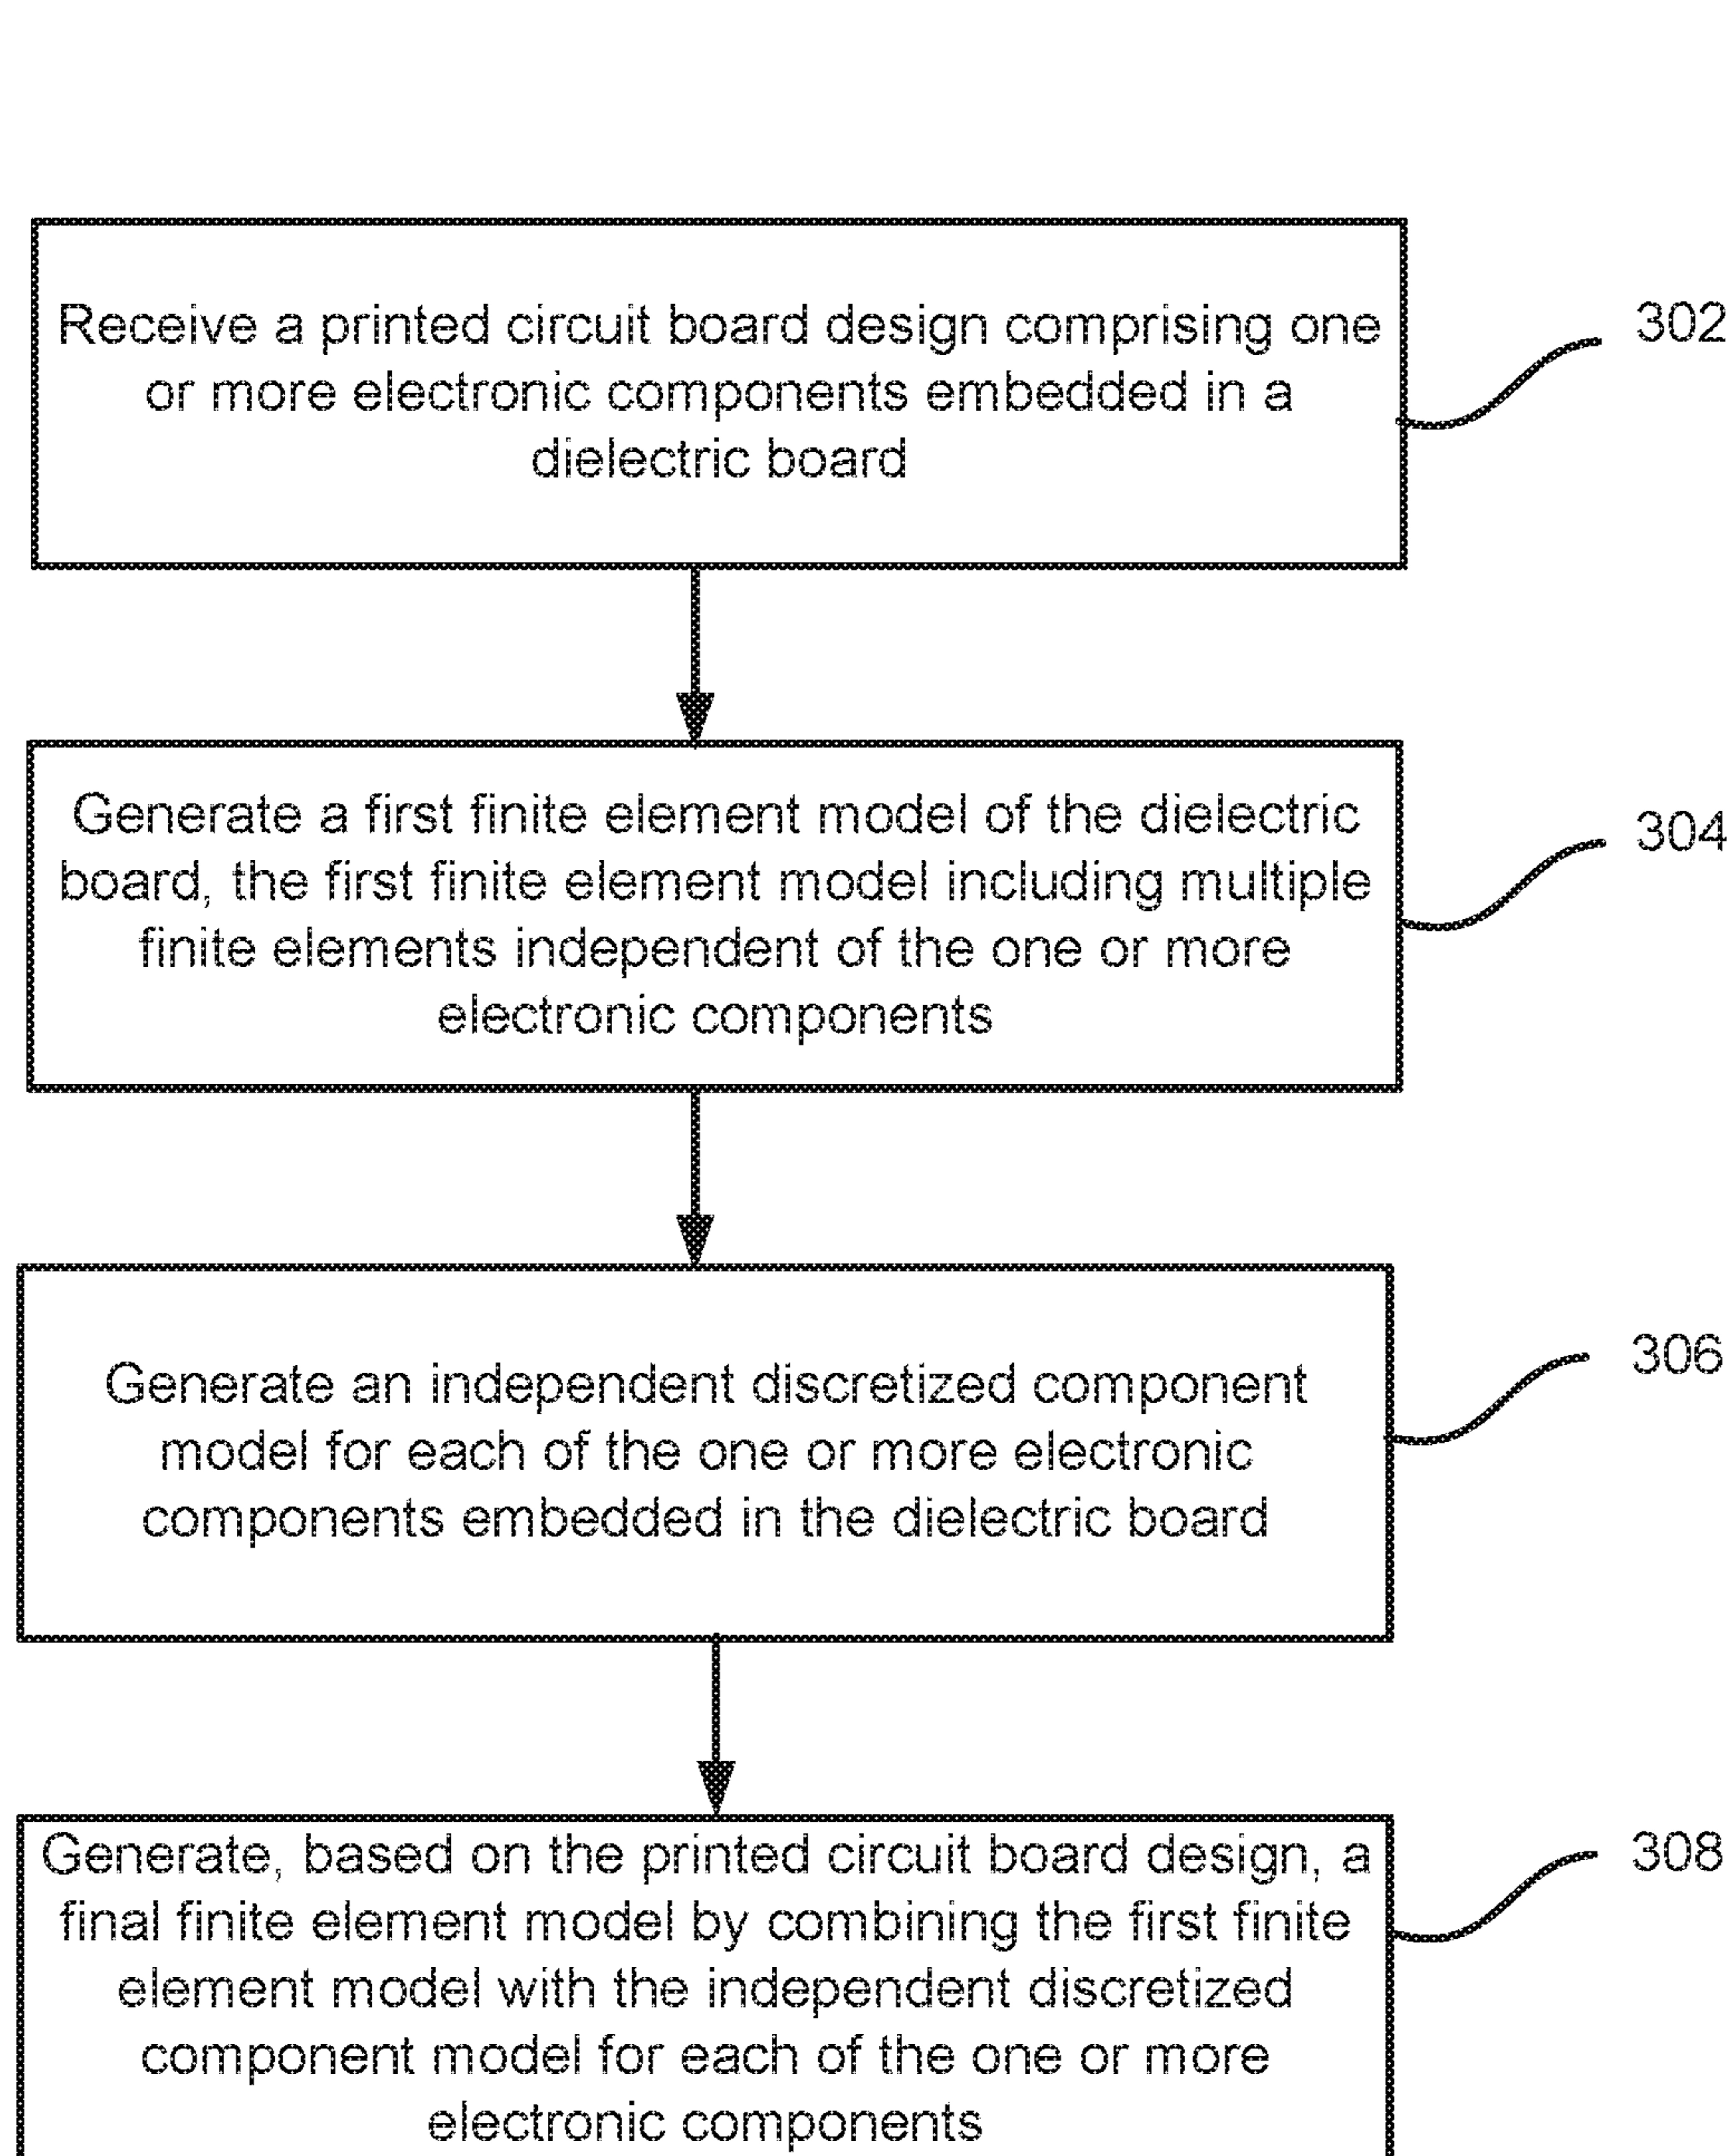 Receive a printed circuit board design comprising one
or more electronic components embedded in a
dielectric board
302
Generate a first finite element model of the dielectric
board, the first finite element model including multiple
finite elements independent of the one or more
electronic components
304
Generate an independent discretized component
model for each of the one or more electronic
components embedded in the dielectric board
306
Generate, based on the printed circuit board design, a
final finite element model by combining the first finite
element model with the independent discretized
component model for each of the one or more
electronic components
308